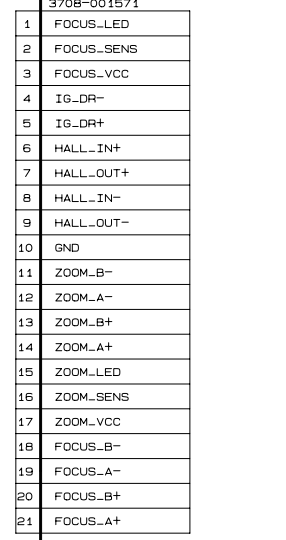 3708-001571
1 FOCUS_LED
2 FOCUS_SENS
3 FOCUS_VCC
4 IG_DR-
5 IG_DR+
6 HALL_IN+
7 HALL_OUT+
8 HALL_IN-
9 HALL_OUT-
10 GND
11 ZOOM_B-
12 ZOOM_A-
13 ZOOM_B+
14 ZOOM_A+
15 ZOOM_LED
16 ZOOM_SENS
17 ZOOM_VCC
18 FOCUS_B-
19 FOCUS_A-
20 FOCUS_B+
21 FOCUS_A+